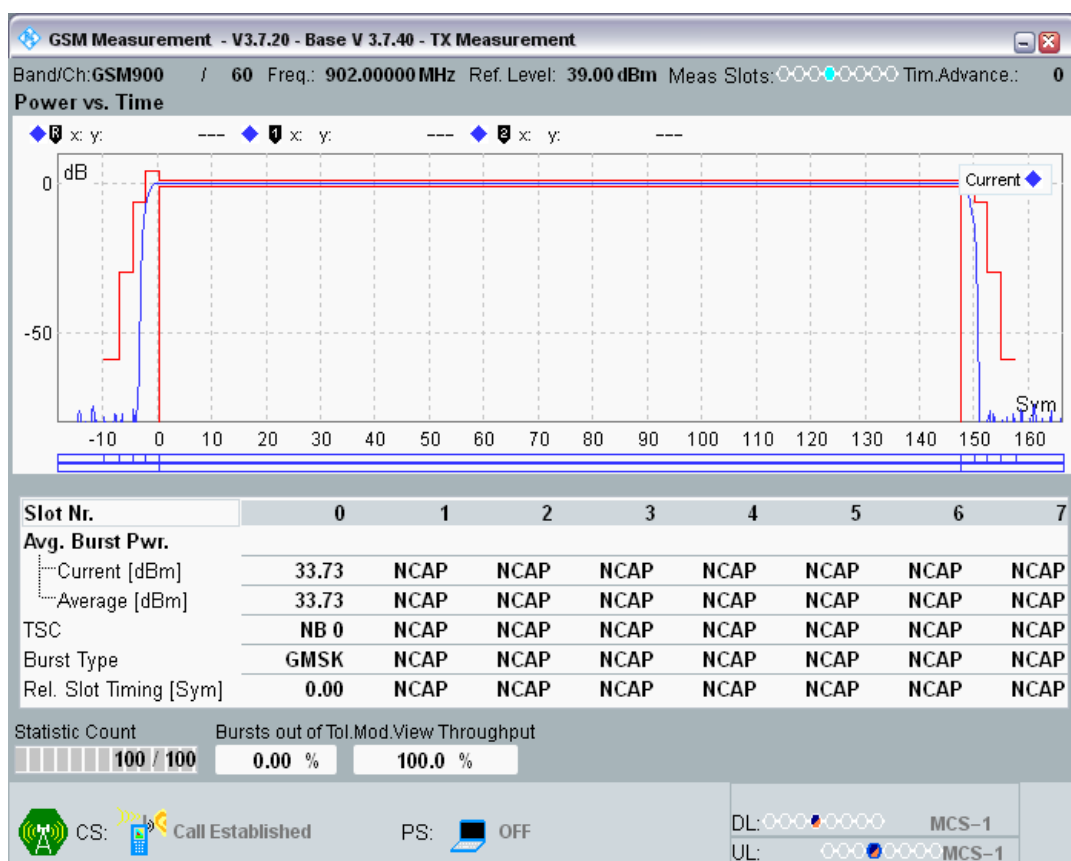 GSM Measurement - V3.7.20 - Base V 3.7.40 - TX Measurement
Band/Ch:GSM900 / 60 Freq.: 902.00000 MHz Ref. Level: 39.00 dBm Meas Slots: Tim.Advance.: 0
Power vs. Time
R x: y: --- 1 x: y: --- 2 x: y: ---
dB
Current
0
-50
Sym
-10 0 10 20 30 40 50 60 70 80 90 100 110 120 130 140 150 160
Slot Nr. 0 1 2 3 4 5 6 7
Avg. Burst Pwr.
Current [dBm] 33.73 NCAP NCAP NCAP NCAP NCAP NCAP NCAP
Average [dBm] 33.73 NCAP NCAP NCAP NCAP NCAP NCAP NCAP
TSC NB 0 NCAP NCAP NCAP NCAP NCAP NCAP NCAP
Burst Type GMSK NCAP NCAP NCAP NCAP NCAP NCAP NCAP
Rel. Slot Timing [Sym] 0.00 NCAP NCAP NCAP NCAP NCAP NCAP NCAP
Statistic Count Bursts out of Tol.Mod.View Throughput
100 / 100 0.00 % 100.0 %
CS: Call Established PS: OFF
DL: MCS-1
UL: MCS-1